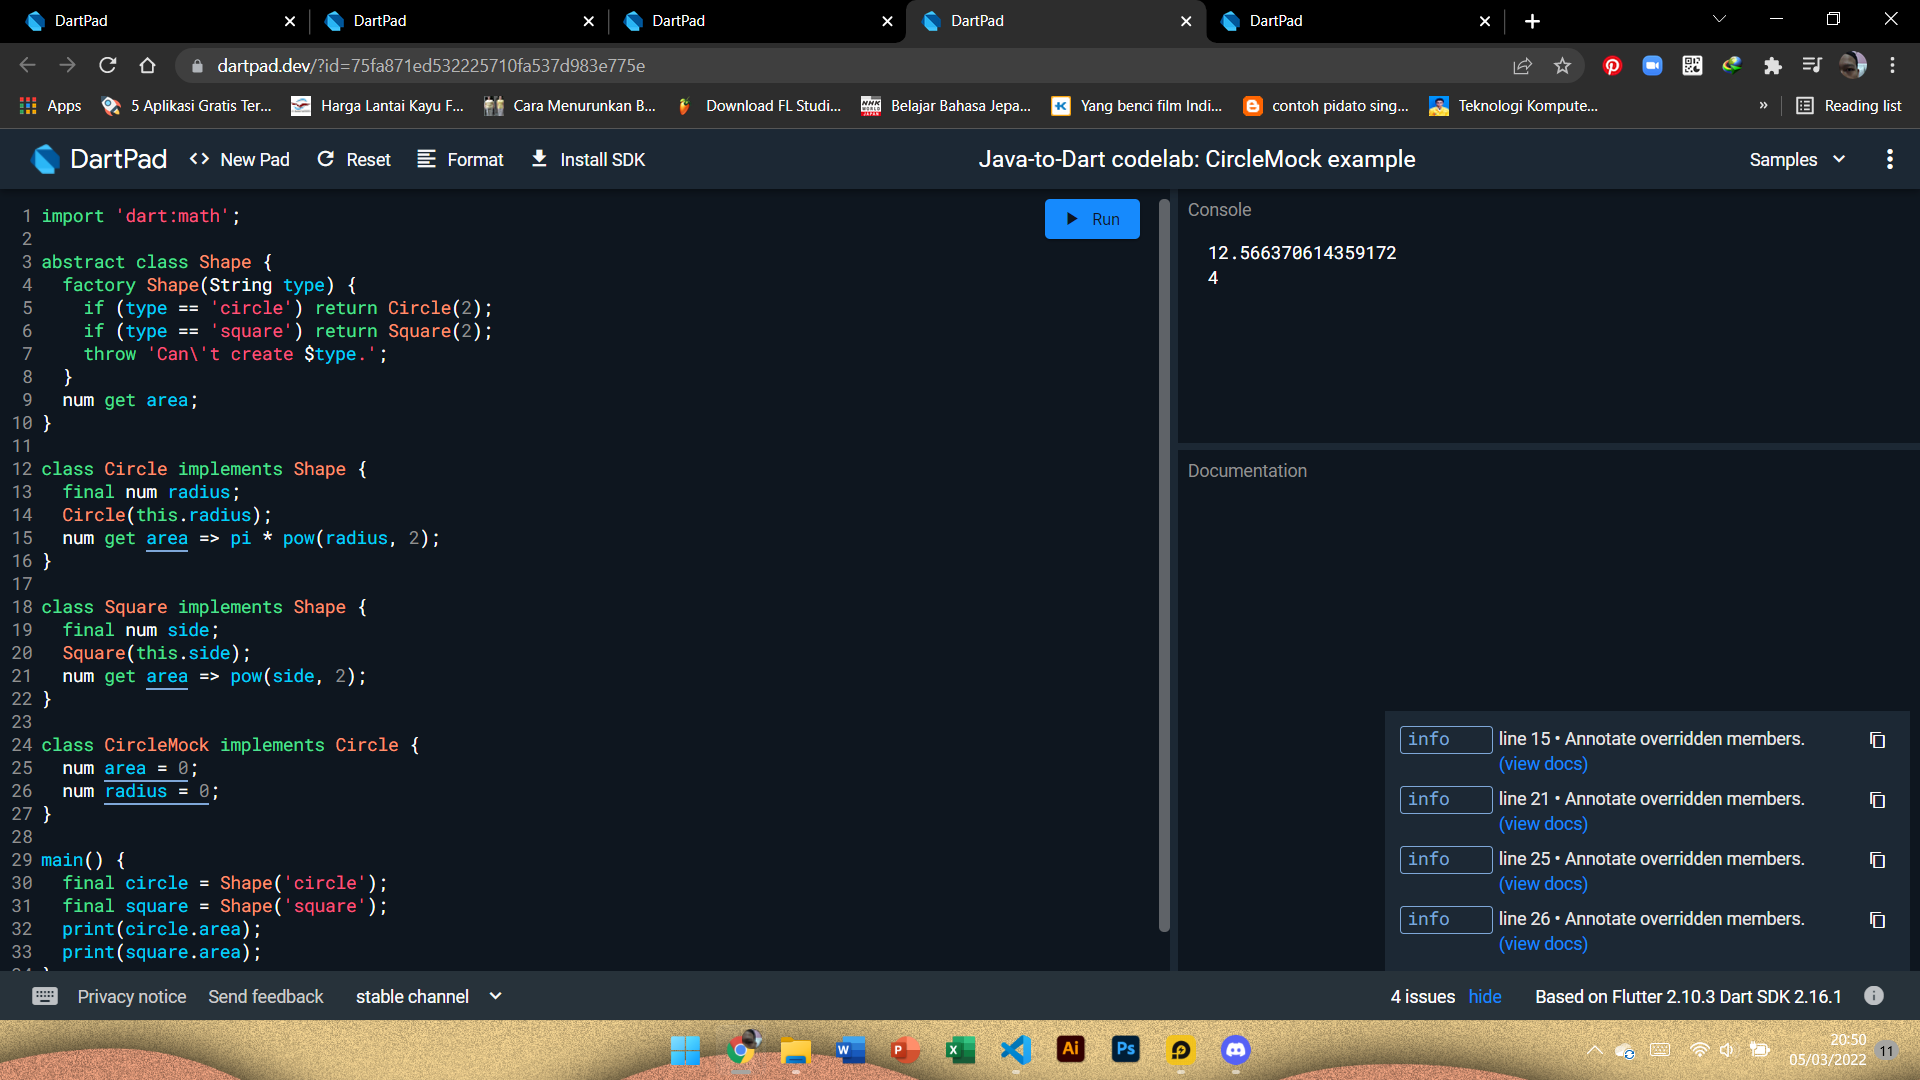 DartPad
DartPad
DartPad
DartPad
DartPad
dartpad.dev/?id=75fa871ed532225710fa537d983e775e
Apps
5 Aplikasi Gratis Ter...
Harga Lantai Kayu F...
Cara Menurunkan B...
Download FL Studi...
Belajar Bahasa Jepa...
Yang benci film Indi...
contoh pidato sing...
Teknologi Kompute...
»
Reading list
DartPad
<> New Pad
Reset
Format
Install SDK
Java-to-Dart codelab: CircleMock example
Samples
1 import 'dart:math';
2
3 abstract class Shape {
4 factory Shape(String type) {
5 if (type == 'circle') return Circle(2);
6 if (type == 'square') return Square(2);
7 throw 'Can\'t create $type.';
8 }
9 num get area;
10 }
11
12 class Circle implements Shape {
13 final num radius;
14 Circle(this.radius);
15 num get area => pi * pow(radius, 2);
16 }
17
18 class Square implements Shape {
19 final num side;
20 Square(this.side);
21 num get area => pow(side, 2);
22 }
23
24 class CircleMock implements Circle {
25 num area = 0;
26 num radius = 0;
27 }
28
29 main() {
30 final circle = Shape('circle');
31 final square = Shape('square');
32 print(circle.area);
33 print(square.area);
Run
Console
12.566370614359172
4
Documentation
info line 15 • Annotate overridden members.
(view docs)
info line 21 • Annotate overridden members.
(view docs)
info line 25 • Annotate overridden members.
(view docs)
info line 26 • Annotate overridden members.
(view docs)
Privacy notice
Send feedback
stable channel
4 issues hide
Based on Flutter 2.10.3 Dart SDK 2.16.1
20:50
05/03/2022
11